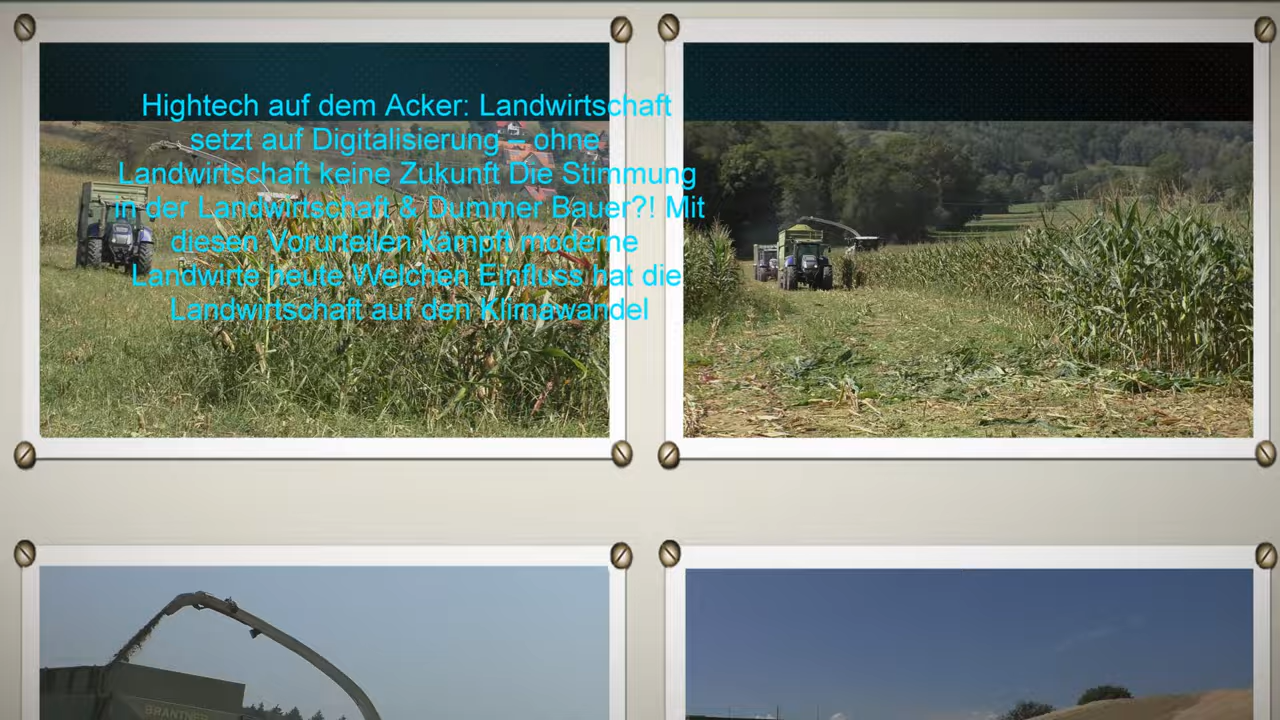 Hightech auf dem Acker: Landwirtschaft
setzt auf Digitalisierung – ohne
Landwirtschaft keine Zukunft Die Stimmung
in der Landwirtschaft & Dummer Bauer?! Mit
diesen Vorurteilen kämpft moderne
Landwirte heute Welchen Einfluss hat die
Landwirtschaft auf den Klimawandel
BRANTNER